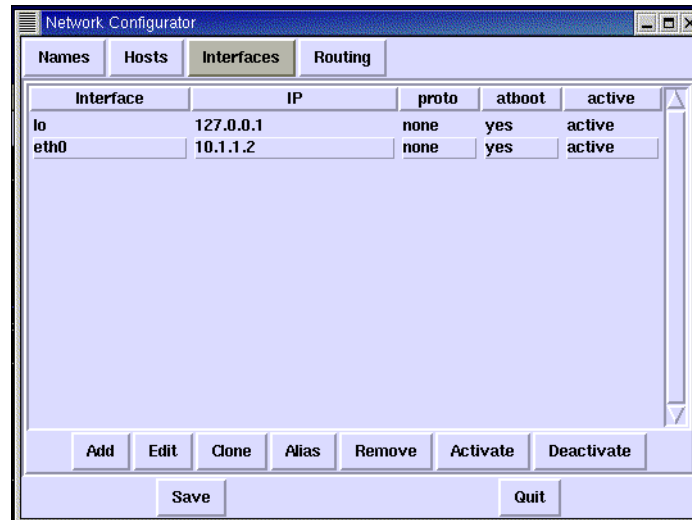 Network Configurator
Names Hosts Interfaces Routing
Interface IP proto atboot active
lo 127.0.0.1 none yes active
eth0 10.1.1.2 none yes active
Add Edit Clone Alias Remove Activate Deactivate
Save Quit